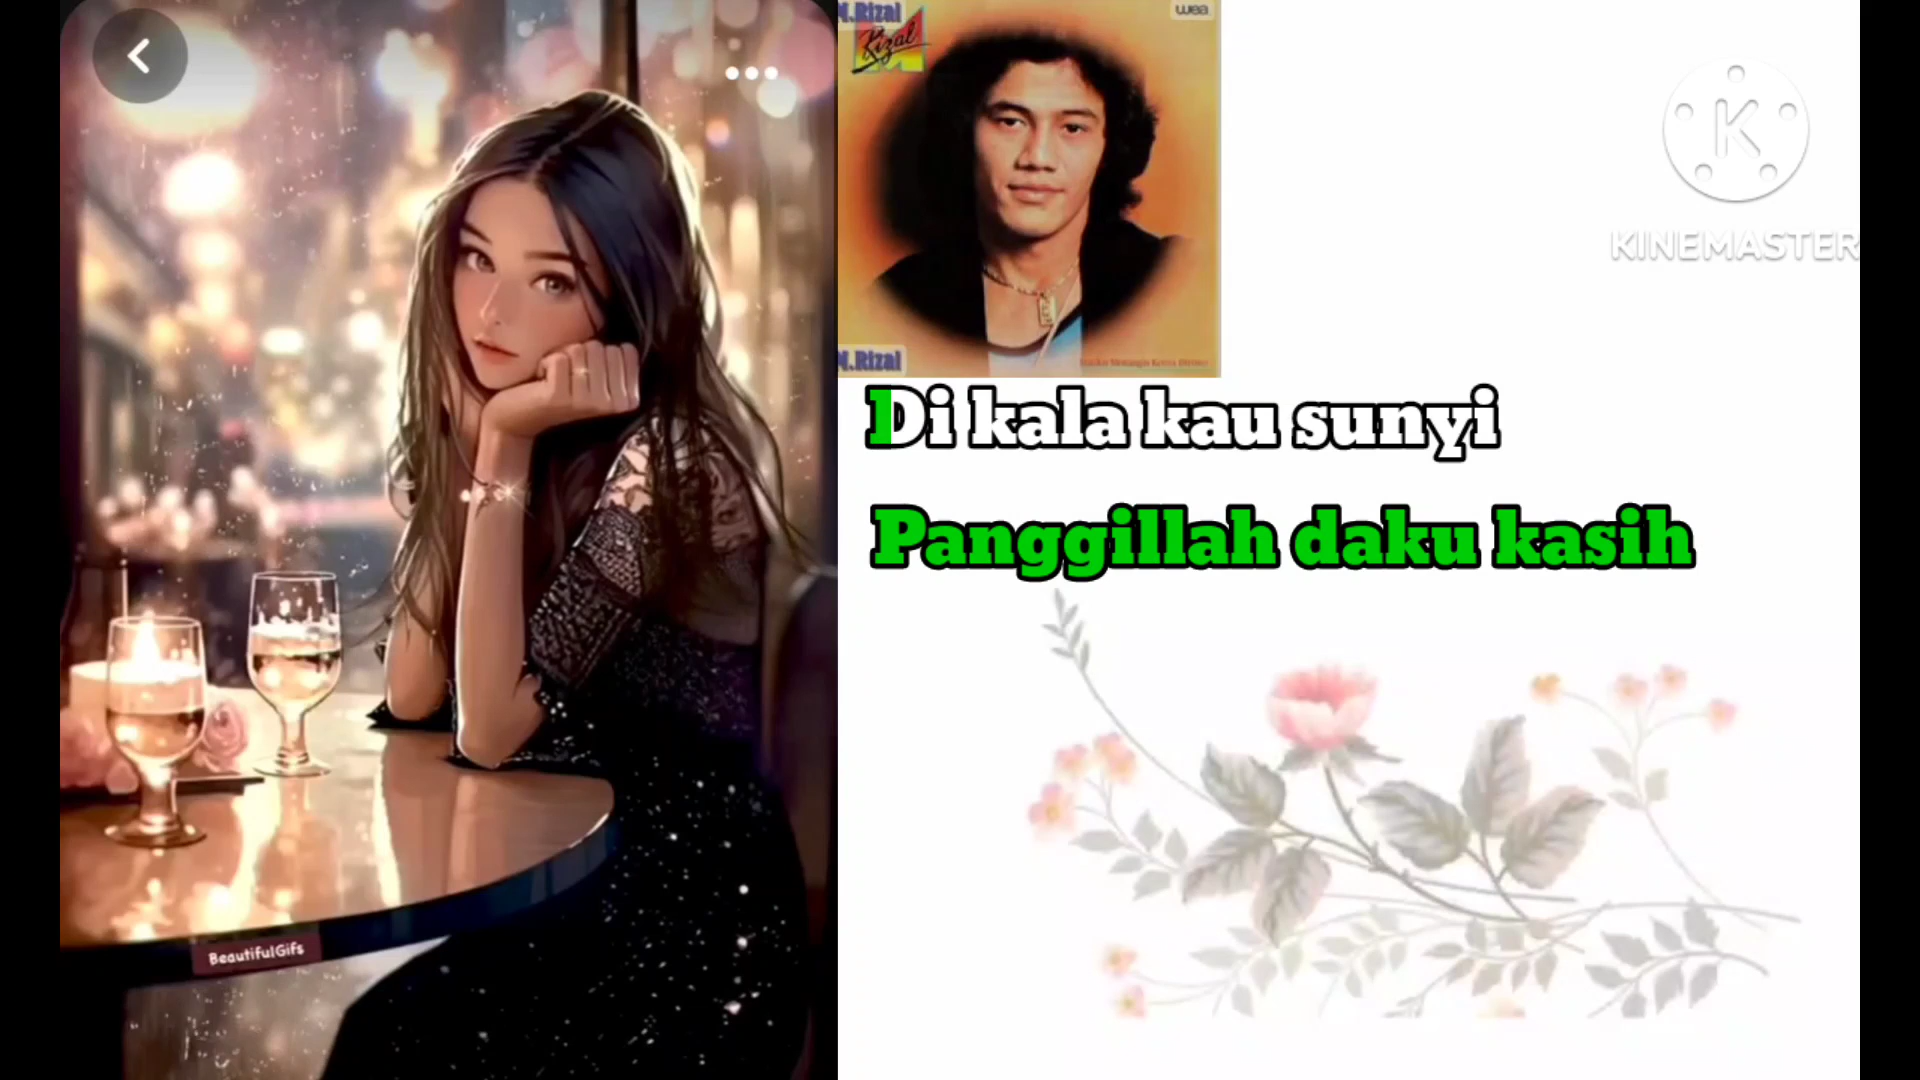 M.Rizal
Rizal
wea
M.Rizal
K
KINEMASTER
Di kala kau sunyi
Panggillah daku kasih
BeautifulGifs